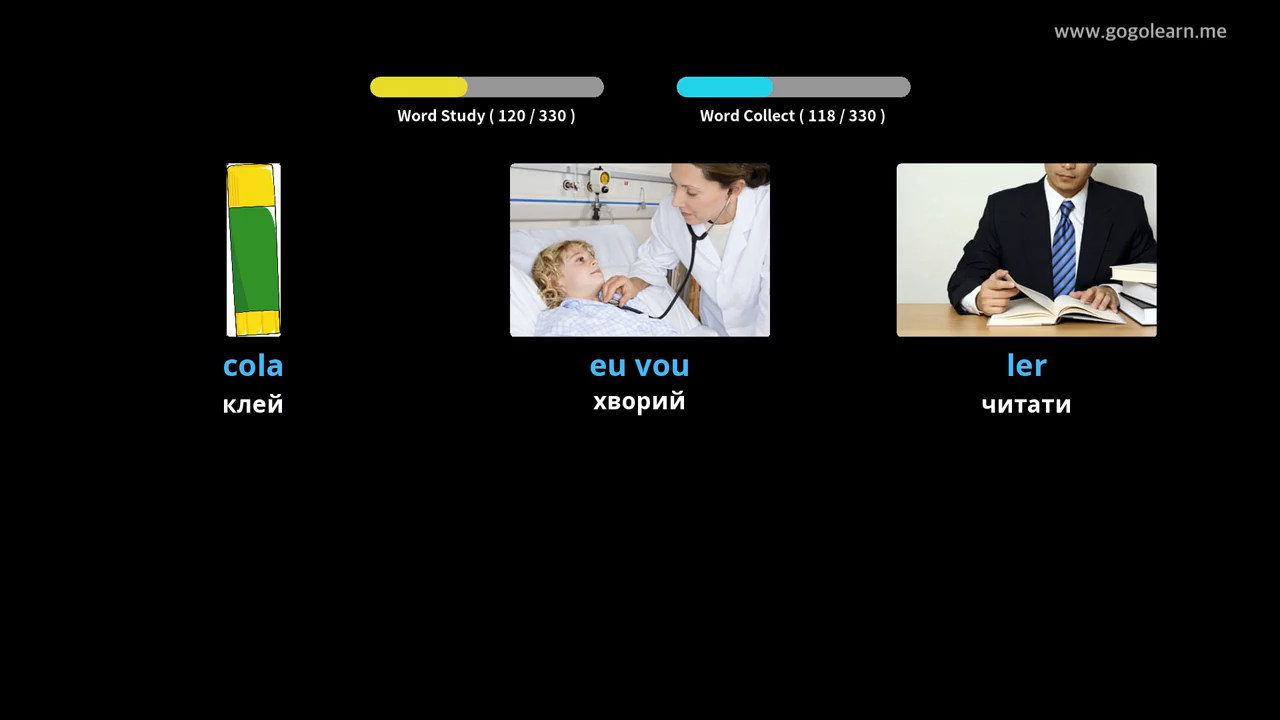 www.gogolearn.me
Word Study ( 120 / 330 )
Word Collect ( 118 / 330 )
cola
клей
eu vou
хворий
ler
читати